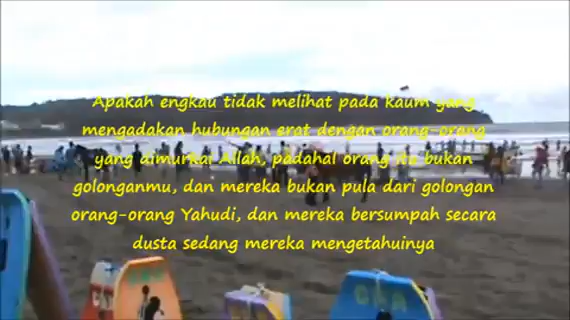 Apakah engkau tidak melihat pada kaum yang
mengadakan hubungan erat dengan orang-orang
yang dimurkai Allah, padahal orang itu bukan
golonganmu, dan mereka bukan pula dari golongan
orang-orang Yahudi, dan mereka bersumpah secara
dusta sedang mereka mengetahuinya